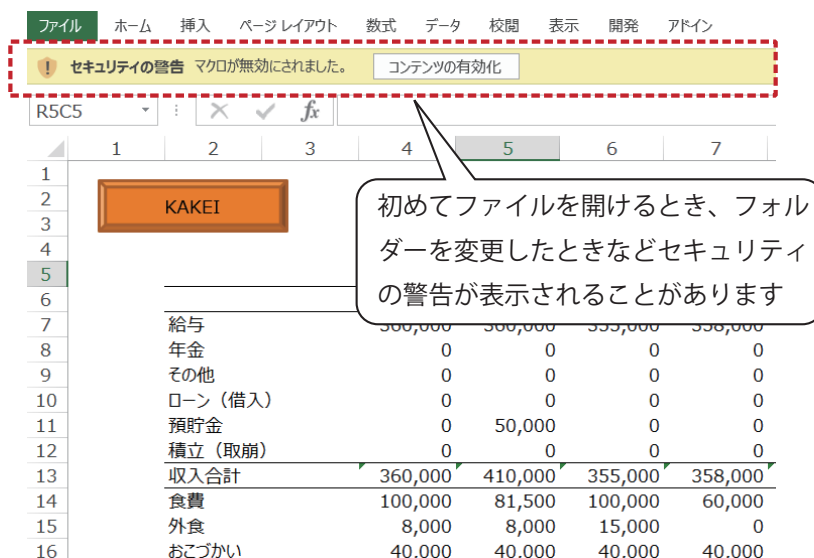 ファイル ホーム 挿入 ページ レイアウト 数式 データ 校閲 表示 開発 アドイン
! セキュリティの警告 マクロが無効にされました。 コンテンツの有効化
R5C5 fx
1 2 3 4 5 6 7
1
2 KAKEI
3
4
5
6
初めてファイルを開けるとき、フォル
ダーを変更したときなどセキュリティ
の警告が表示されることがあります
7 給与 360,000 360,000 355,000 358,000
8 年金 0 0 0 0
9 その他 0 0 0 0
10 ローン（借入） 0 0 0 0
11 預貯金 0 50,000 0 0
12 積立（取崩） 0 0 0 0
13 収入合計 360,000 410,000 355,000 358,000
14 食費 100,000 81,500 100,000 60,000
15 外食 8,000 8,000 15,000 0
16 おこづかい 40,000 40,000 40,000 40,000